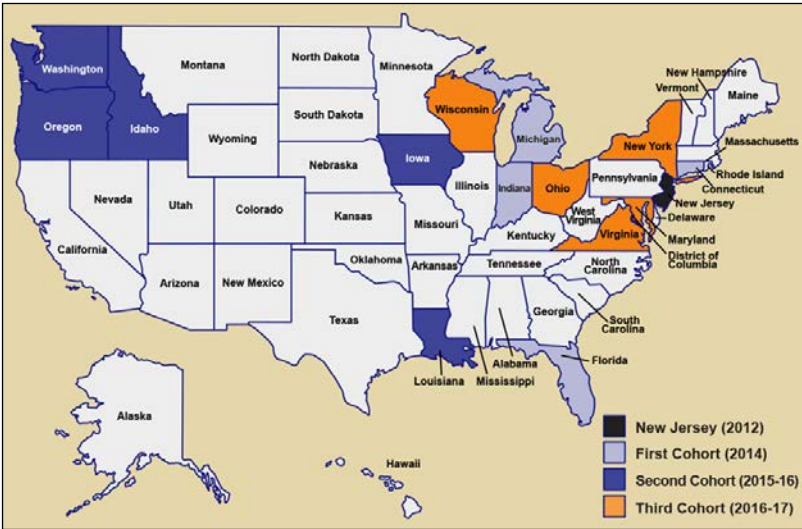 Washington
Montana
North Dakota
Minnesota
New Hampshire
Vermont
Maine
Oregon
Idaho
South Dakota
Wisconsin
Michigan
New York
Massachusetts
Wyoming
Nebraska
Iowa
Illinois
Indiana
Ohio
Pennsylvania
Rhode Island
Connecticut
New Jersey
Delaware
Nevada
Utah
Colorado
Kansas
Missouri
West
Virginia
Virginia
Maryland
District of
Columbia
California
Kentucky
Arizona
New Mexico
Oklahoma
Arkansas
Tennessee
North
Carolina
Texas
Georgia
South
Carolina
Louisiana
Mississippi
Alabama
Florida
Alaska
Hawaii
New Jersey (2012)
First Cohort (2014)
Second Cohort (2015-16)
Third Cohort (2016-17)